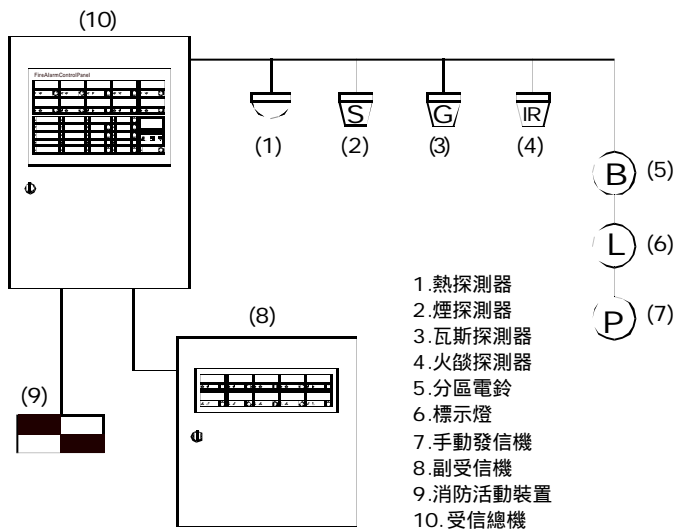 (10)
FireAlarmControlPanel
S
G
IR
(1)
(2)
(3)
(4)
B
(5)
L
(6)
P
(7)
(8)
(9)
1.熱探測器
2.煙探測器
3.瓦斯探測器
4.火燄探測器
5.分區電鈴
6.標示燈
7.手動發信機
8.副受信機
9.消防活動裝置
10.受信總機